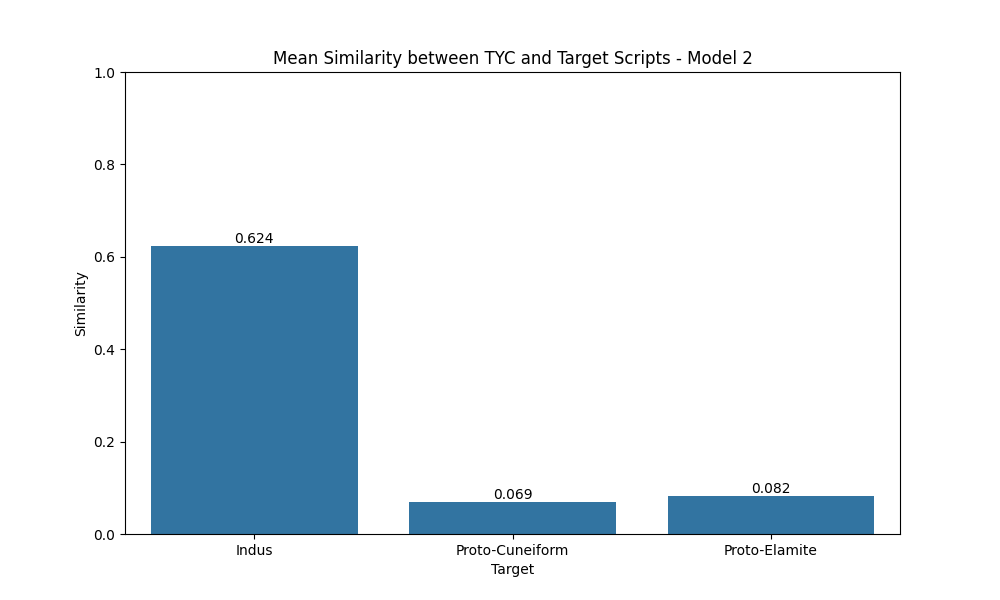 Mean Similarity between TYC and Target Scripts - Model 2
1.0
0.8
0.6
0.4
0.2
0.0
Similarity
0.624
0.069
0.082
Indus
Proto-Cuneiform
Proto-Elamite
Target